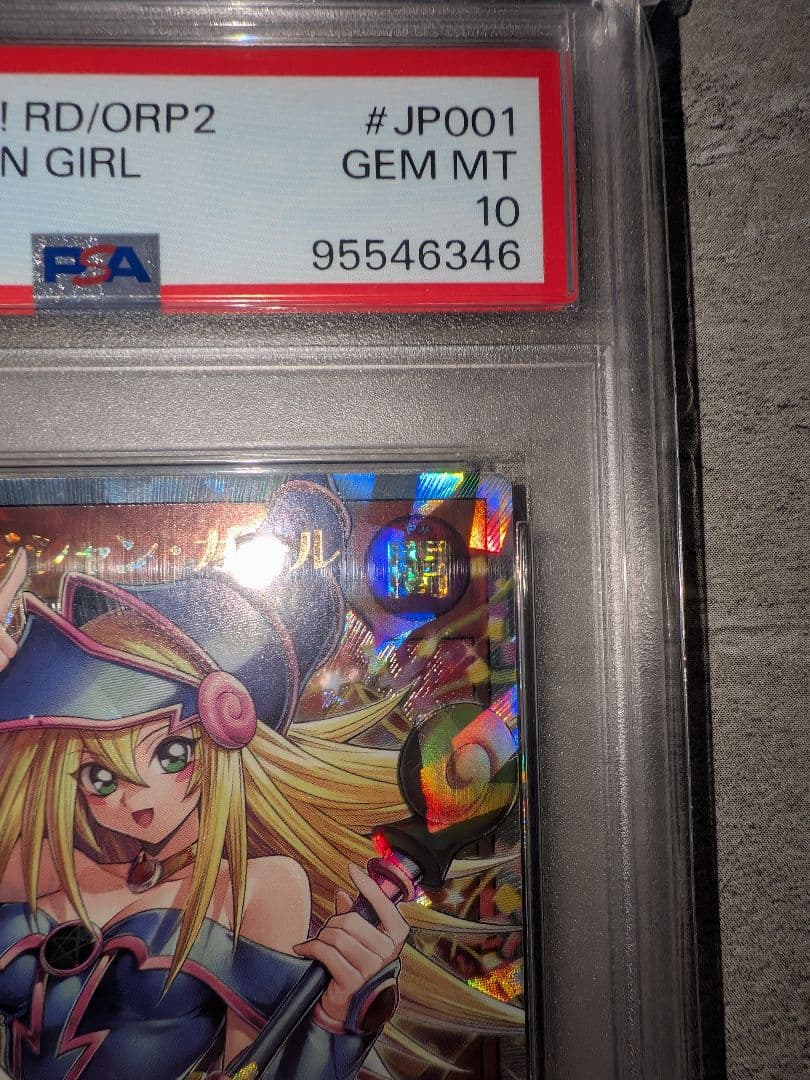 ! RD/ORP2 #JP001
N GIRL GEM MT
10
PSA 95546346